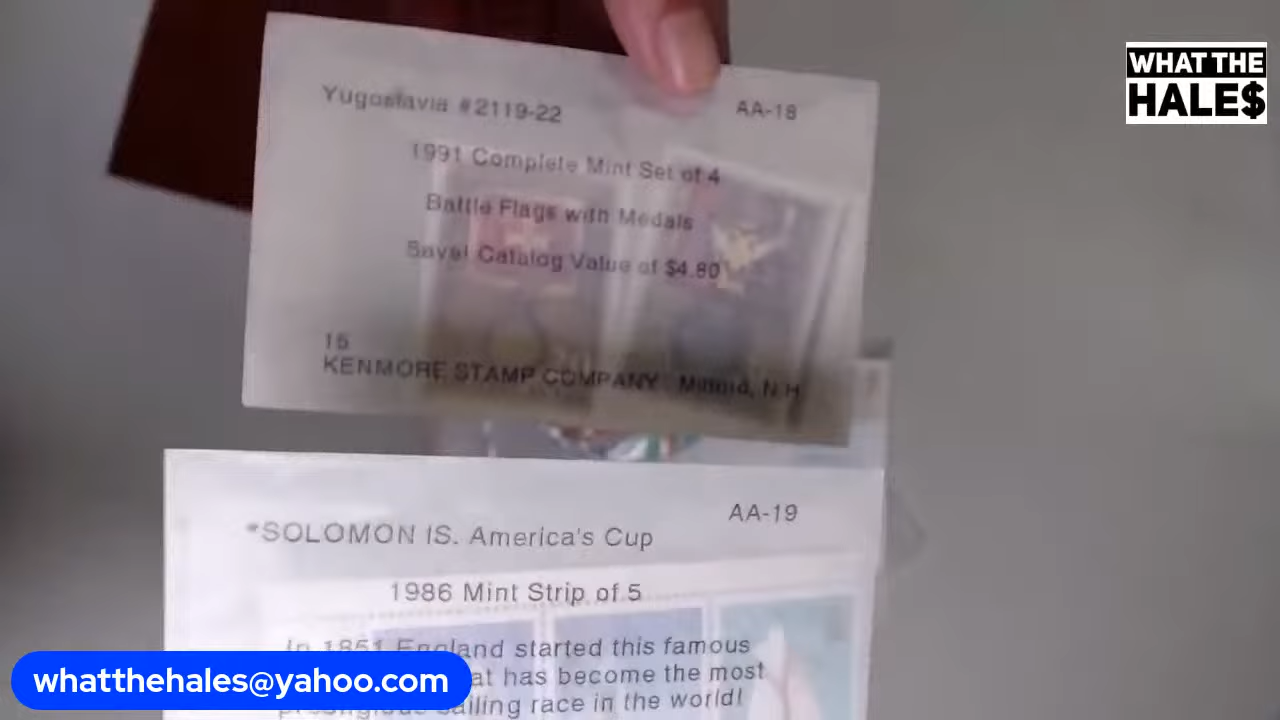 WHAT THE
HALE$
Yugoslavia #2119-22
AA-18
1991 Complete Mint Set of 4
Battle Flags with Medals
Save! Catalog Value of $4.80
15
KENMORE STAMP COMPANY Milford, N.H.
AA-19
*SOLOMON IS. America's Cup
1986 Mint Strip of 5
In 1851 England started this famous
at has become the most
prestigious sailing race in the world!
whatthehales@yahoo.com